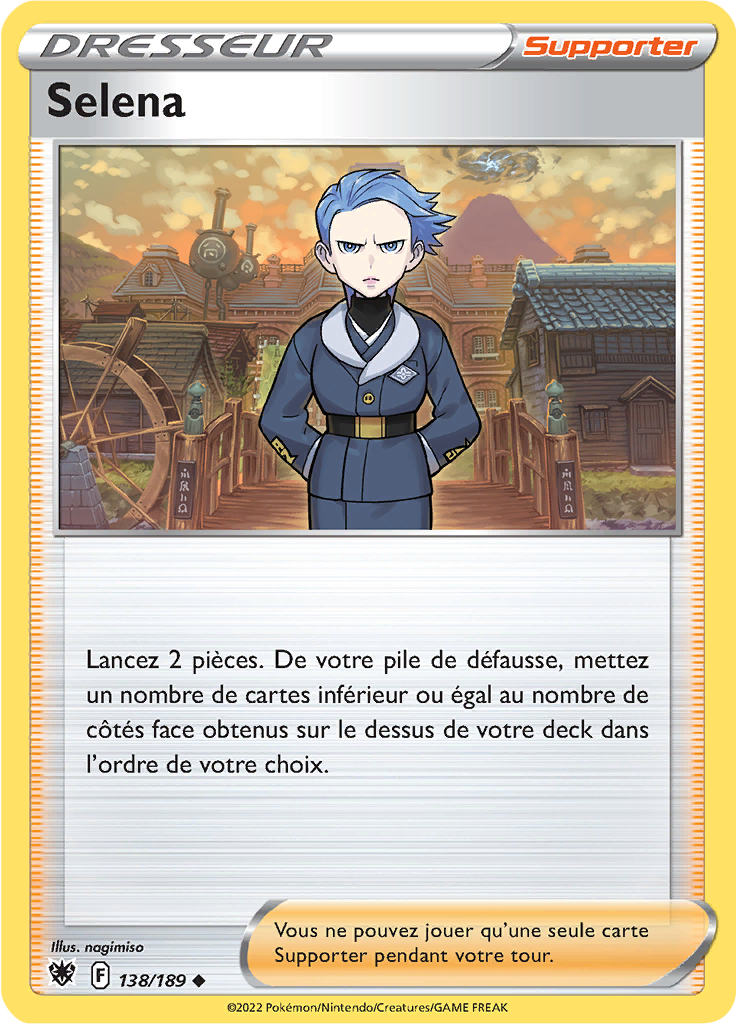 DRESSEUR
Supporter
Selena
Lancez 2 pièces. De votre pile de défausse, mettez
un nombre de cartes inférieur ou égal au nombre de
côtés face obtenus sur le dessus de votre deck dans
l'ordre de votre choix.
Vous ne pouvez jouer qu'une seule carte
Supporter pendant votre tour.
Illus. nagimiso
F 138/189
©2022 Pokémon/Nintendo/Creatures/GAME FREAK